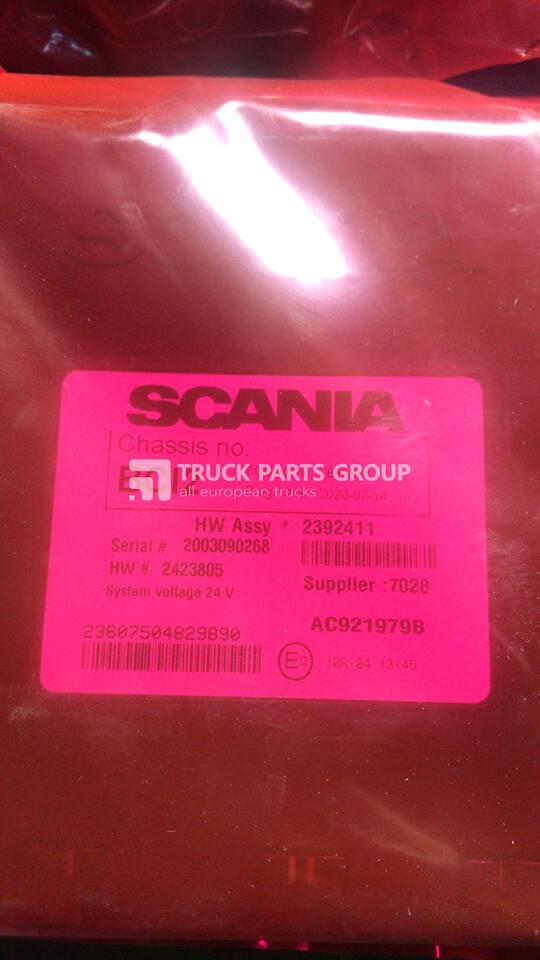 SCANIA
Chassis no:
TRUCK PARTS GROUP
all european trucks
2020-07-14
HW Assy # 2392411
Serial # 2003090268
HW # 2423805
Supplier :7028
System voltage 24 V
AC921979B
23607504829890
E13
10R-04 13145